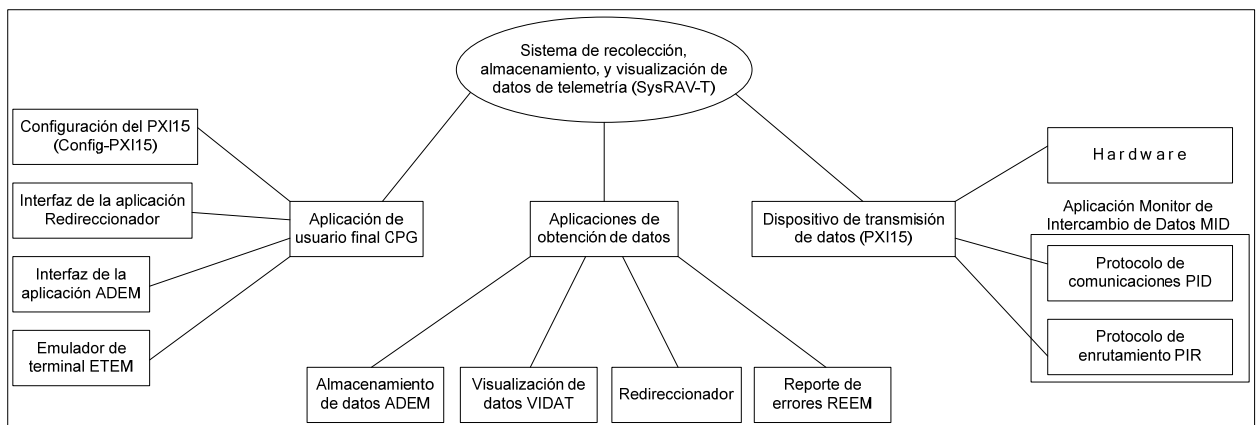 Sistema de recolección,
almacenamiento, y visualización de
datos de telemetría (SysRAV-T)
Configuración del PXI15
(Config-PXI15)
Interfaz de la aplicación
Redireccionador
Interfaz de la
aplicación ADEM
Emulador de
terminal ETEM
Aplicación de
usuario final CPG
Aplicaciones de
obtención de datos
Dispositivo de transmisión
de datos (PXI15)
Hardware
Aplicación Monitor de
Intercambio de Datos MID
Protocolo de
comunicaciones PID
Protocolo de
enrutamiento PIR
Almacenamiento
de datos ADEM
Visualización de
datos VIDAT
Redireccionador
Reporte de
errores REEM